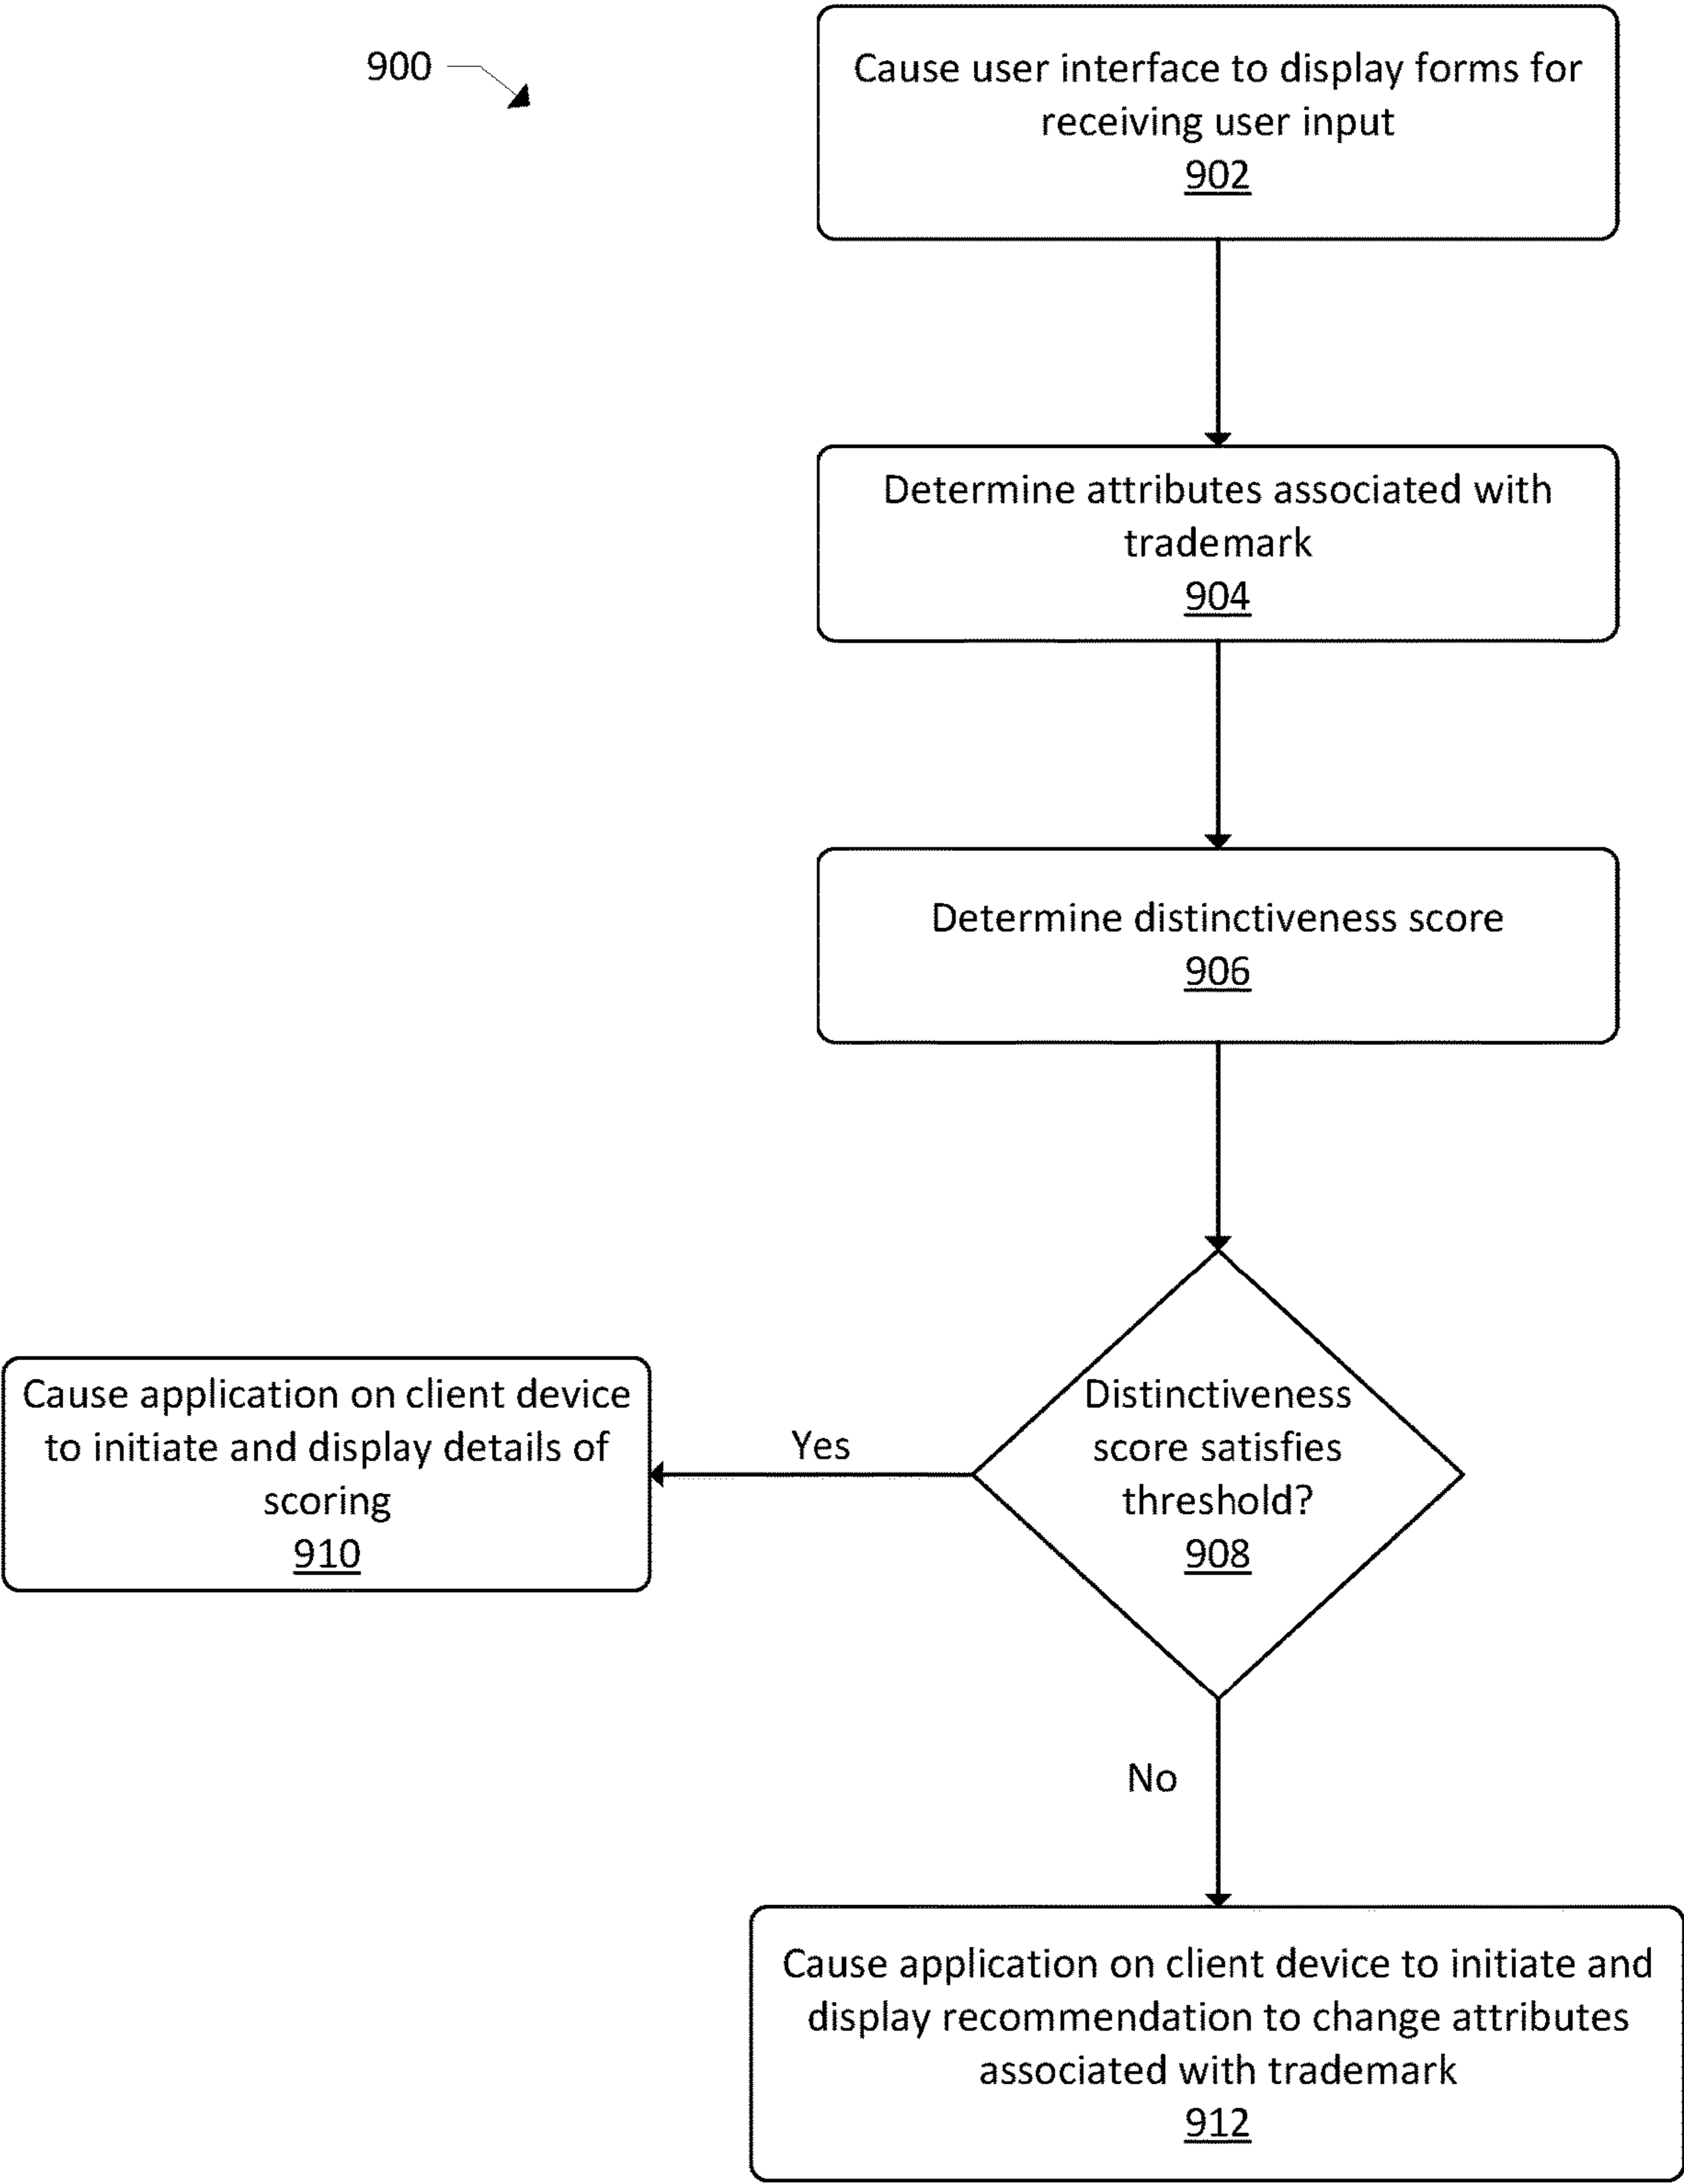 900
Cause user interface to display forms for
receiving user input
902
Determine attributes associated with
trademark
904
Determine distinctiveness score
906
Distinctiveness
score satisfies
threshold?
908
Yes
Cause application on client device
to initiate and display details of
scoring
910
No
Cause application on client device to initiate and
display recommendation to change attributes
associated with trademark
912